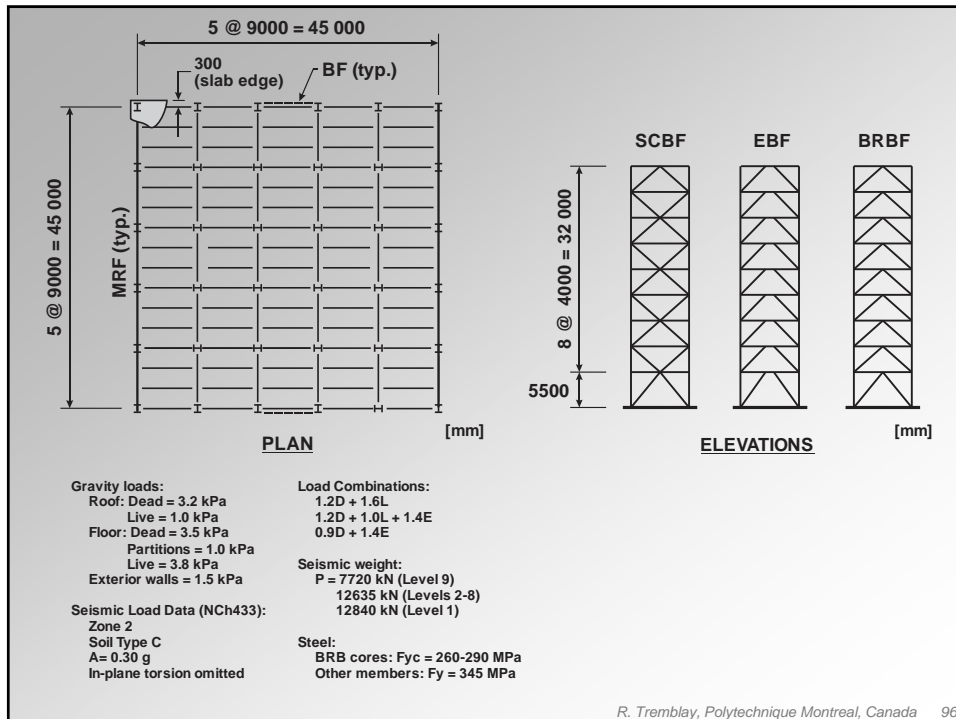 5 @ 9000 = 45 000
300
(slab edge)
BF (typ.)
5 @ 9000 = 45 000
MRF (typ.)
[mm]
PLAN
SCBF
EBF
BRBF
8 @ 4000 = 32 000
5500
[mm]
ELEVATIONS
Gravity loads:
Roof: Dead = 3.2 kPa
Live = 1.0 kPa
Floor: Dead = 3.5 kPa
Partitions = 1.0 kPa
Live = 3.8 kPa
Exterior walls = 1.5 kPa
Seismic Load Data (NCh433):
Zone 2
Soil Type C
A= 0.30 g
In-plane torsion omitted
Load Combinations:
1.2D + 1.6L
1.2D + 1.0L + 1.4E
0.9D + 1.4E
Seismic weight:
P = 7720 kN (Level 9)
12635 kN (Levels 2-8)
12840 kN (Level 1)
Steel:
BRB cores: Fyc = 260-290 MPa
Other members: Fy = 345 MPa
R. Tremblay, Polytechnique Montreal, Canada 96